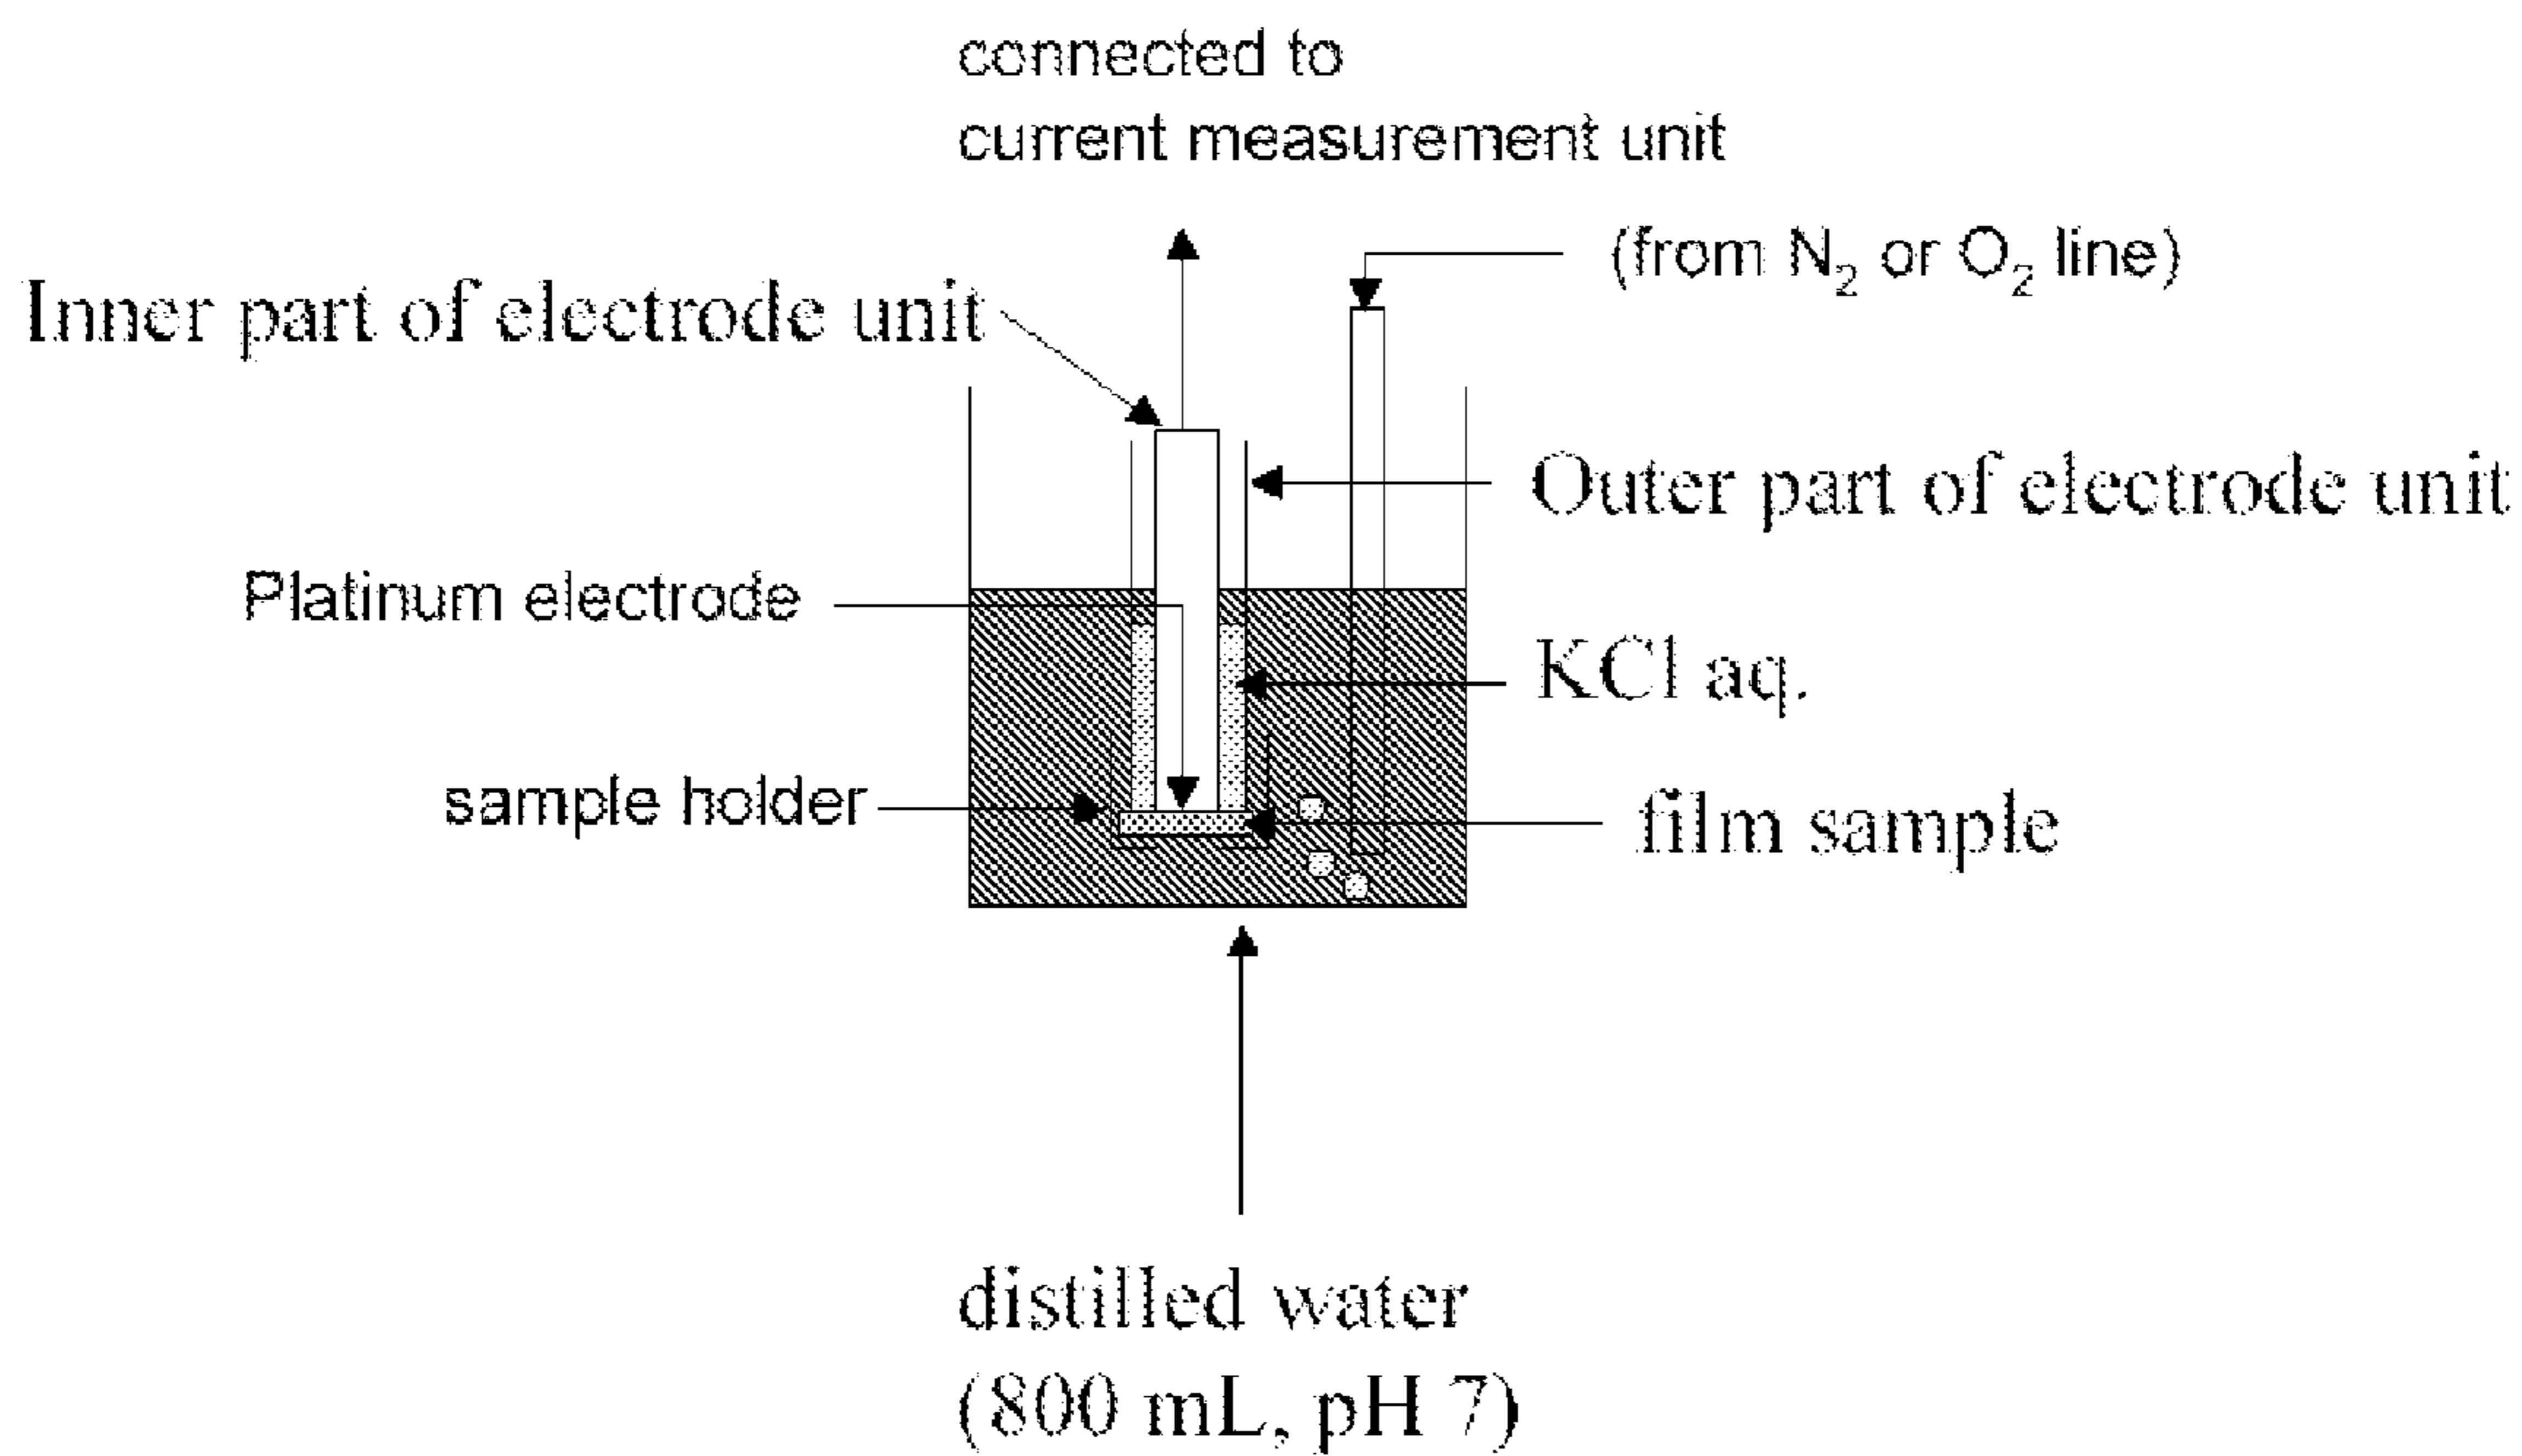 connected to
current measurement unit
(from N₂ or O₂ line)
Inner part of electrode unit
Outer part of electrode unit
Platinum electrode
KCl aq.
sample holder
film sample
distilled water
(800 mL, pH 7)